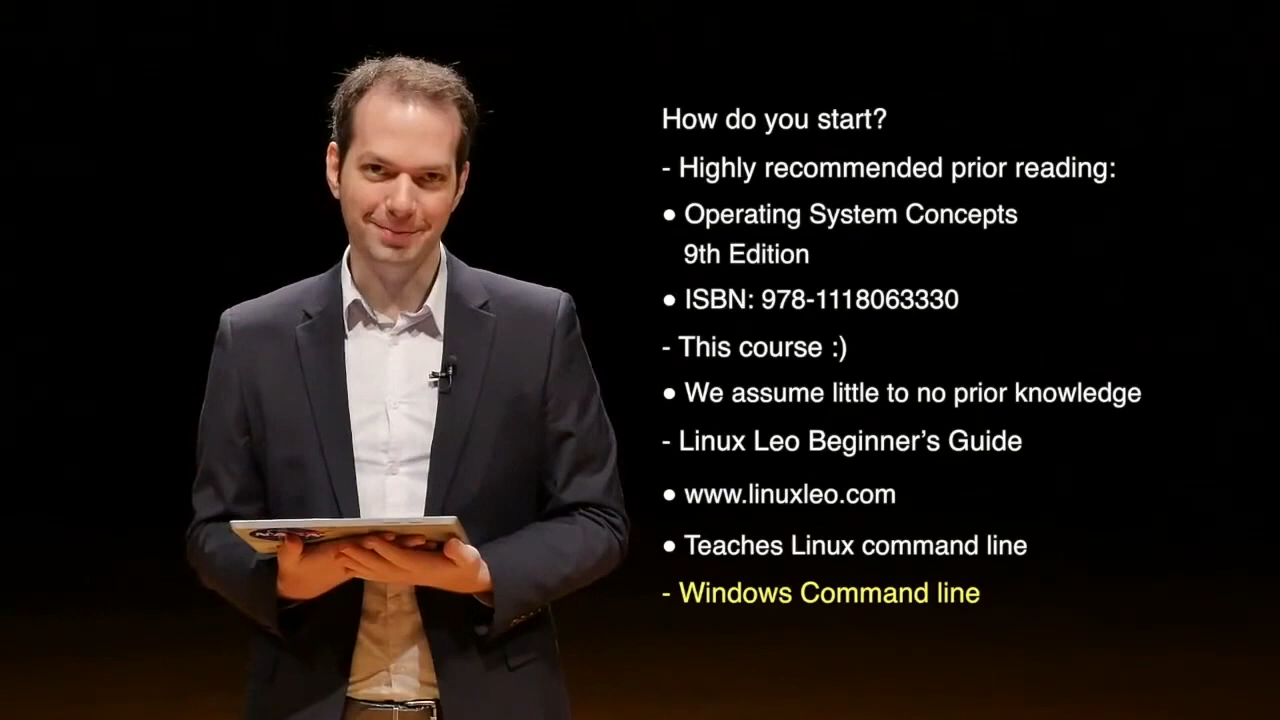 How do you start?
- Highly recommended prior reading:
• Operating System Concepts
9th Edition
• ISBN: 978-1118063330
- This course :)
• We assume little to no prior knowledge
- Linux Leo Beginner's Guide
• www.linuxleo.com
• Teaches Linux command line
- Windows Command line